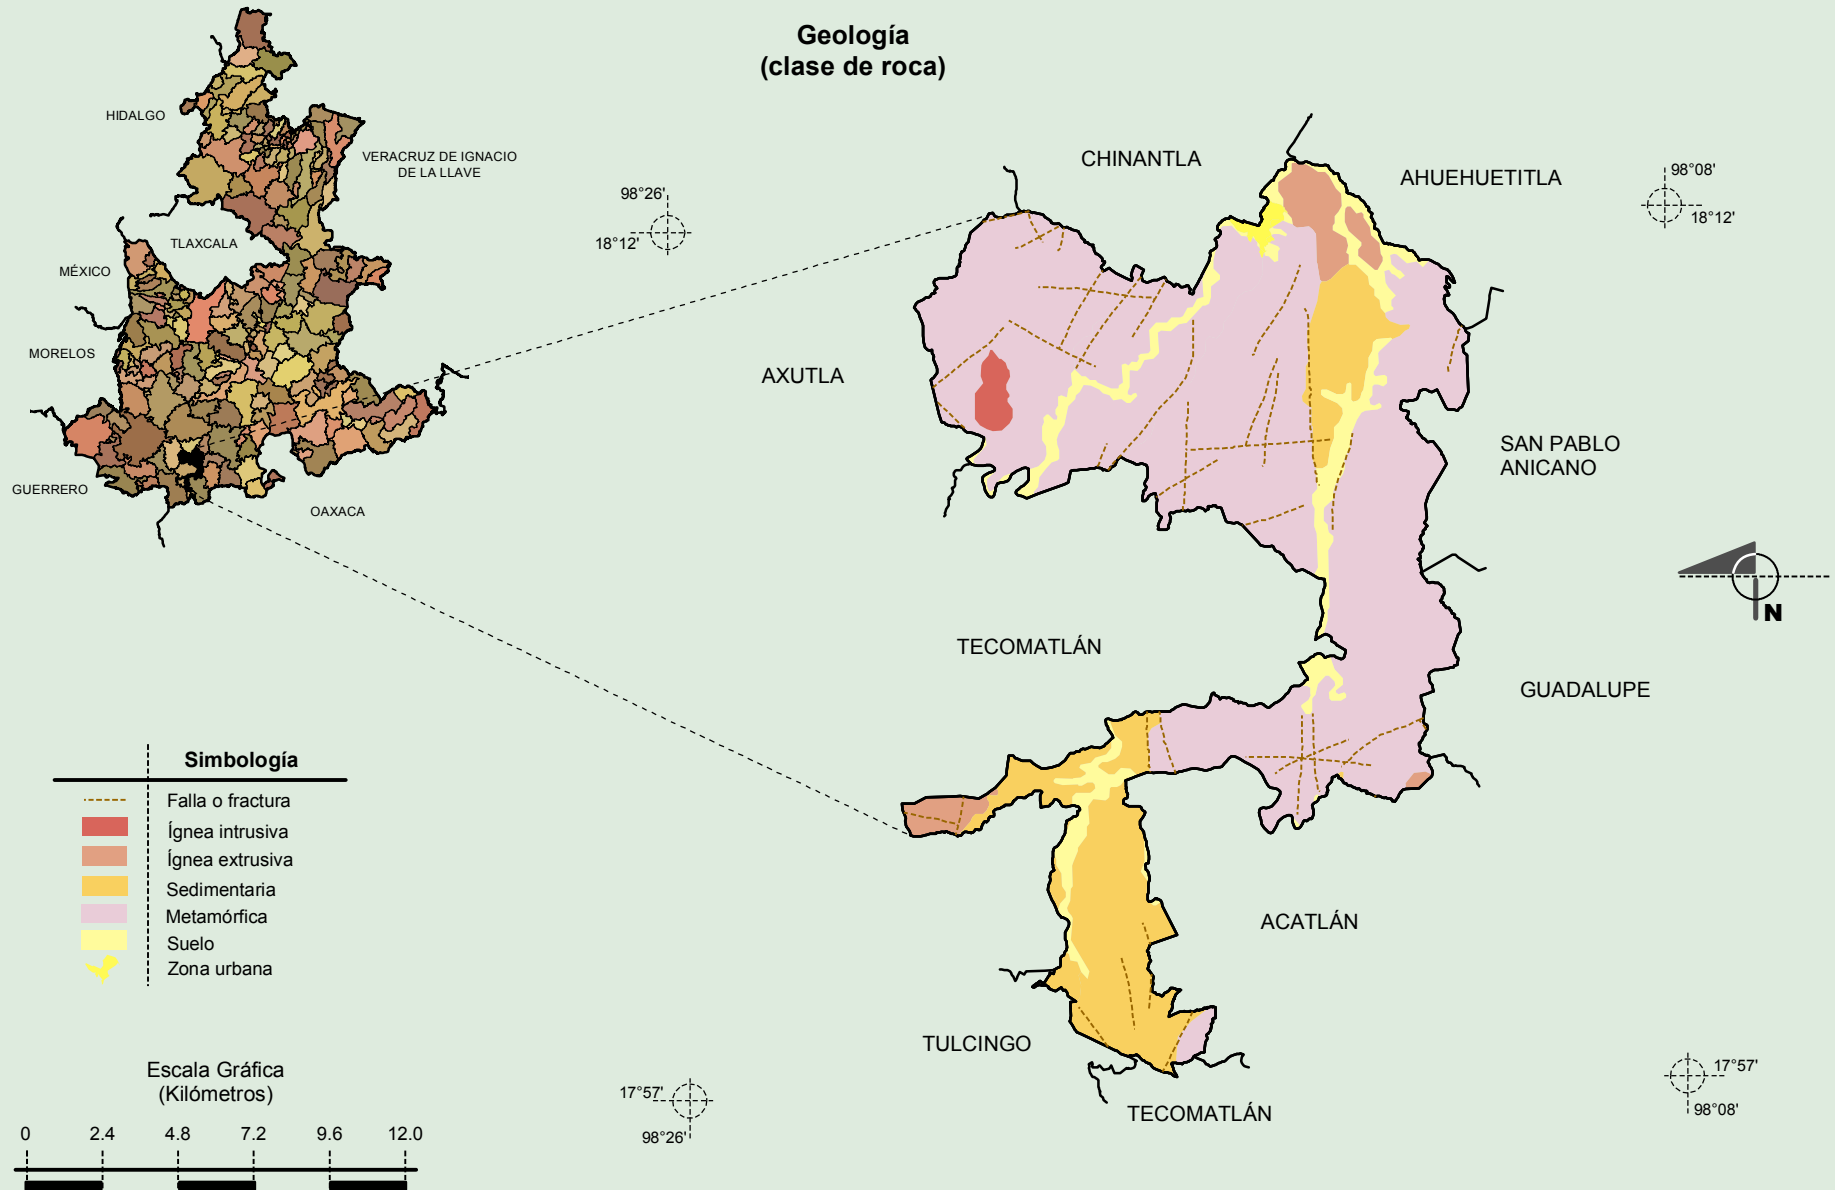 Geología
(clase de roca)
HIDALGO
VERACRUZ DE IGNACIO
DE LA LLAVE
TLAXCALA
MÉXICO
MORELOS
GUERRERO
OAXACA
98°26'
18°12'
98°08'
18°12'
CHINANTLA
AHUEHUETITLA
AXUTLA
SAN PABLO
ANICANO
TECOMATLÁN
GUADALUPE
ACATLÁN
TULCINGO
TECOMATLÁN
N
17°57'
98°26'
17°57'
98°08'
Simbología
Falla o fractura
Ígnea intrusiva
Ígnea extrusiva
Sedimentaria
Metamórfica
Suelo
Zona urbana
Escala Gráfica
(Kilómetros)
0 2.4 4.8 7.2 9.6 12.0